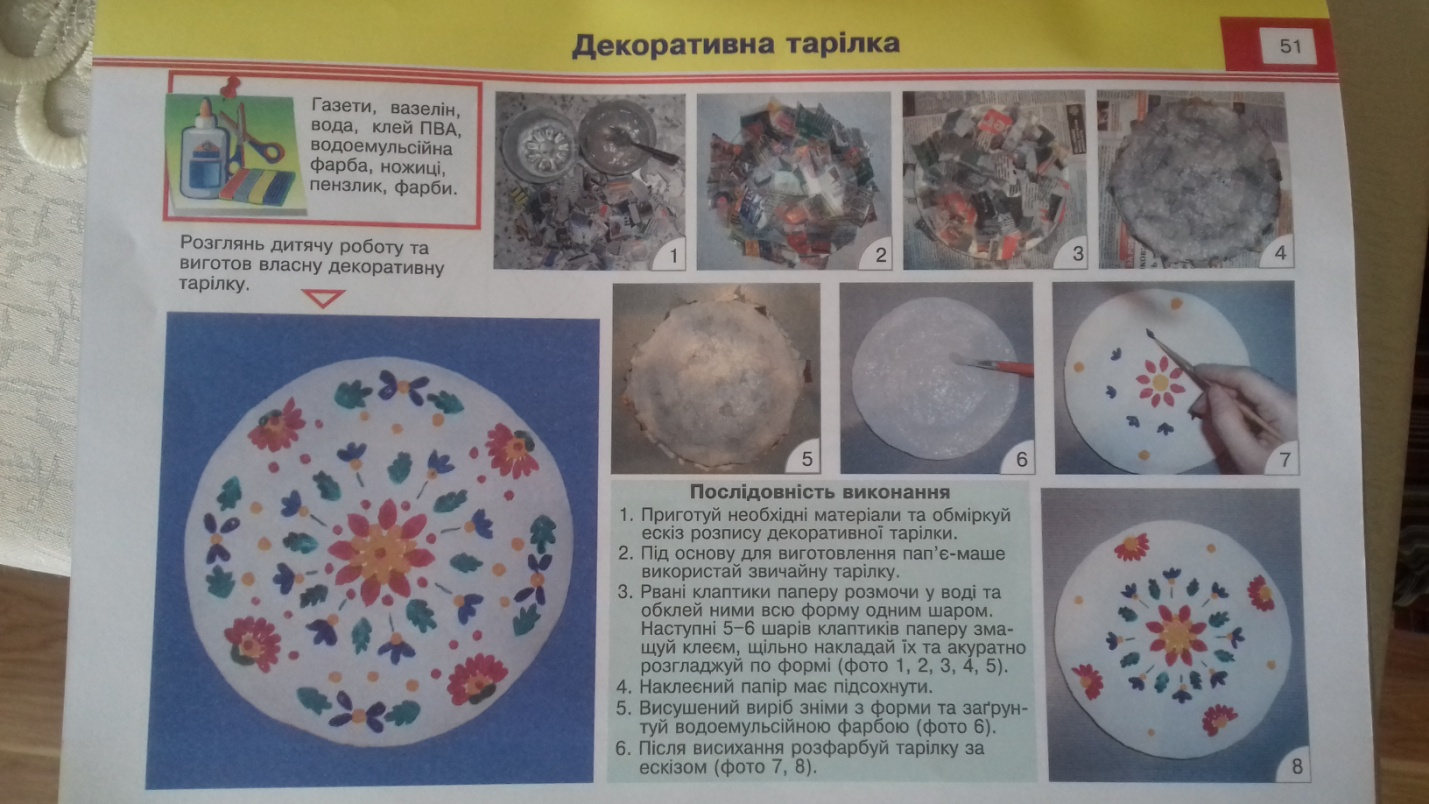 Декоративна тарілка
51
Газети, вазелін,
вода, клей ПВА,
водоемульсійна
фарба, ножиці,
пензлик, фарби.
Розглянь дитячу роботу та
виготов власну декоративну
тарілку.
1
2
3
4
5
6
7
Послідовність виконання
1. Приготуй необхідні матеріали та обміркуй
ескіз розпису декоративної тарілки.
2. Під основу для виготовлення пап’є-маше
використай звичайну тарілку.
3. Рвані клаптики паперу розмочи у воді та
обклей ними всю форму одним шаром.
Наступні 5–6 шарів клаптиків паперу зма-
щуй клеєм, щільно накладай їх та акуратно
розгладжуй по формі (фото 1, 2, 3, 4, 5).
4. Наклеєний папір має підсохнути.
5. Висушений виріб зніми з форми та заґрун-
туй водоемульсійною фарбою (фото 6).
6. Після висихання розфарбуй тарілку за
ескізом (фото 7, 8).
8